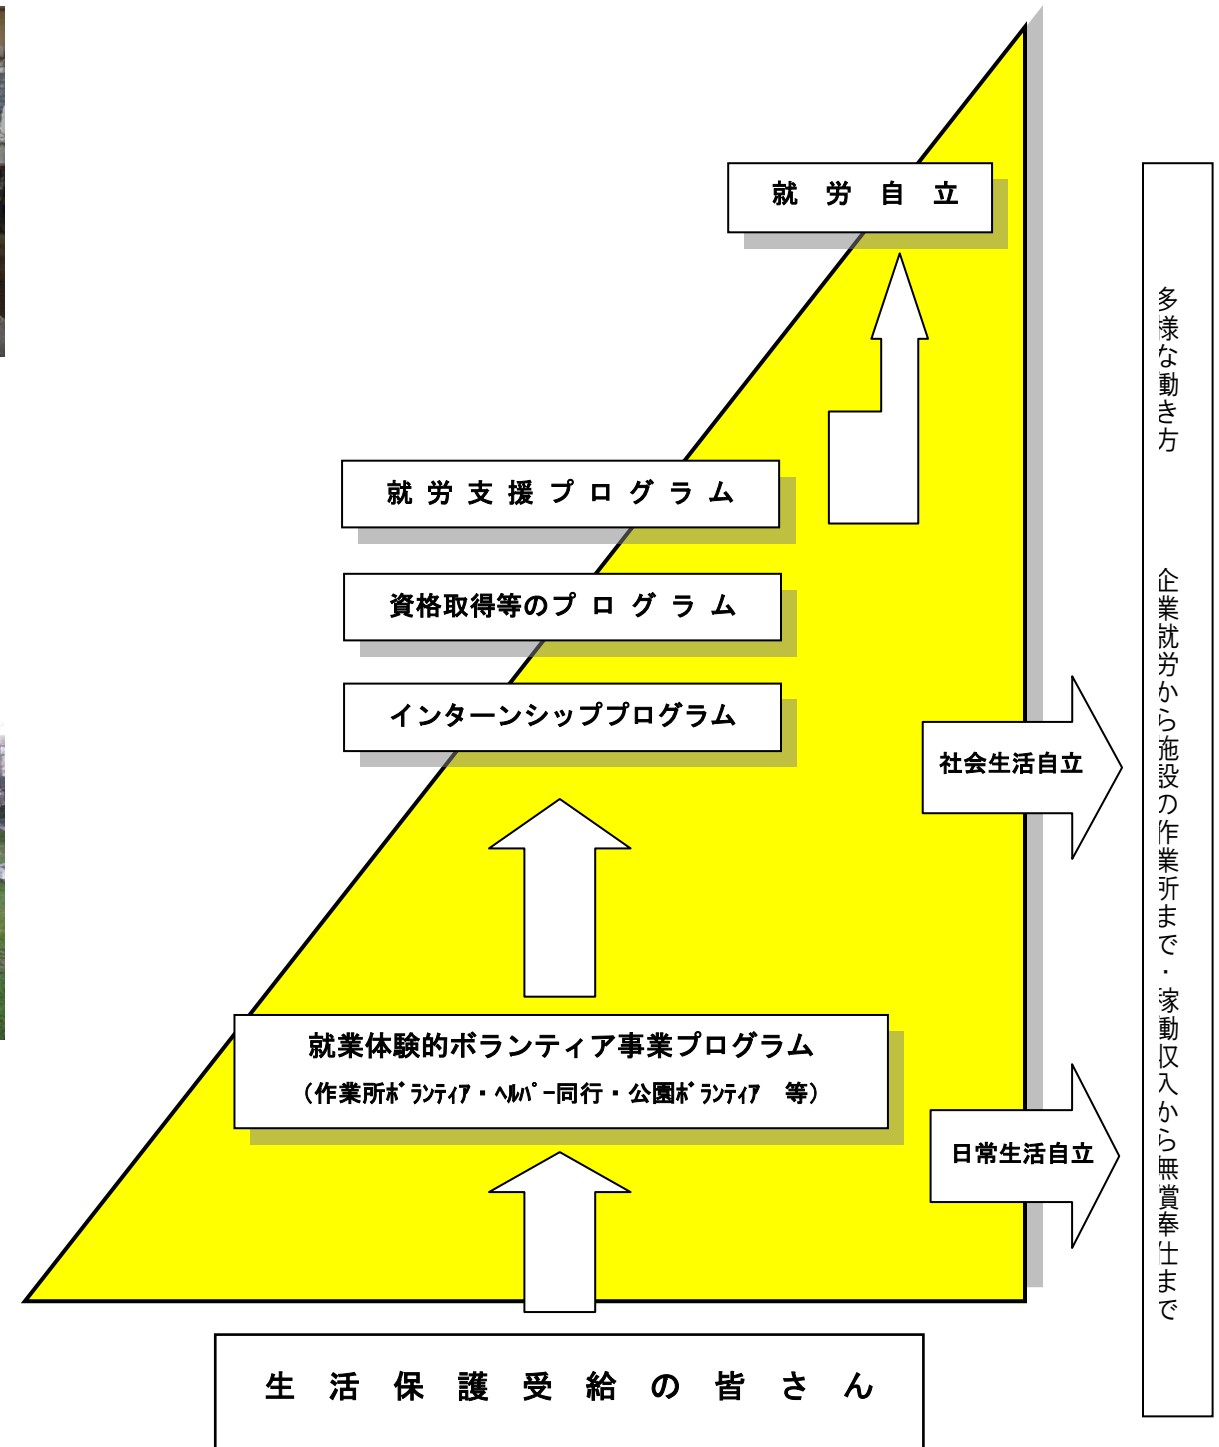 就労自立
就労支援プログラム
資格取得等のプログラム
インターンシッププログラム
社会生活自立
就業体験的ボランティア事業プログラム
（作業所ﾎﾞﾗﾝﾃｨｱ・ﾍﾙﾊﾟｰ同行・公園ﾎﾞﾗﾝﾃｨｱ　等）
日常生活自立
生活保護受給の皆さん
多様な働き方　　　企業就労から施設の作業所まで・稼動収入から無賞奉仕まで